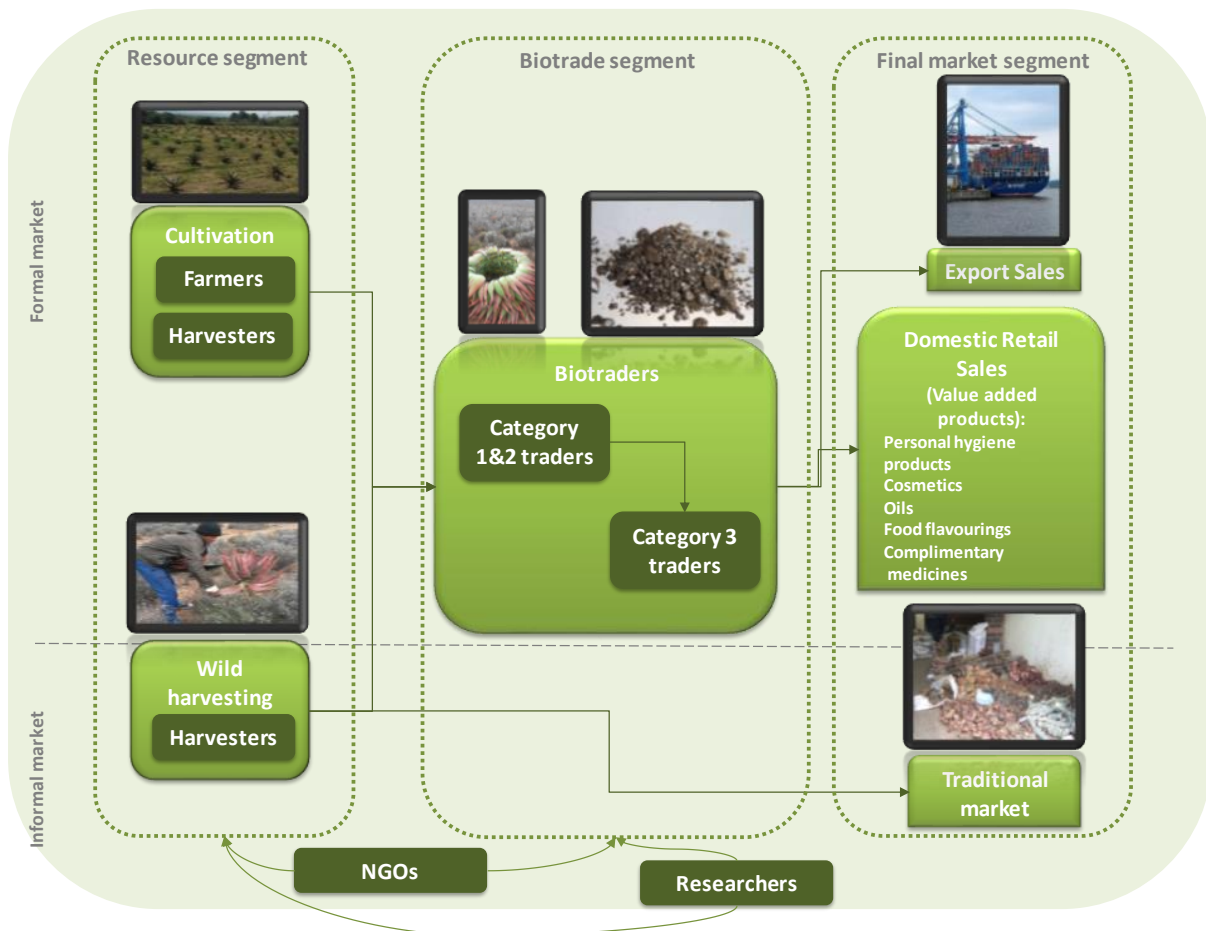 Resource segment
Biotrade segment
Final market segment
Formal market
Informal market
Cultivation
Farmers
Harvesters
Wild
harvesting
Harvesters
Biotraders
Category
1&2 traders
Category 3
traders
Export Sales
Domestic Retail
Sales
(Value added
products):
Personal hygiene
products
Cosmetics
Oils
Food flavourings
Complimentary
medicines
Traditional
market
NGOs
Researchers